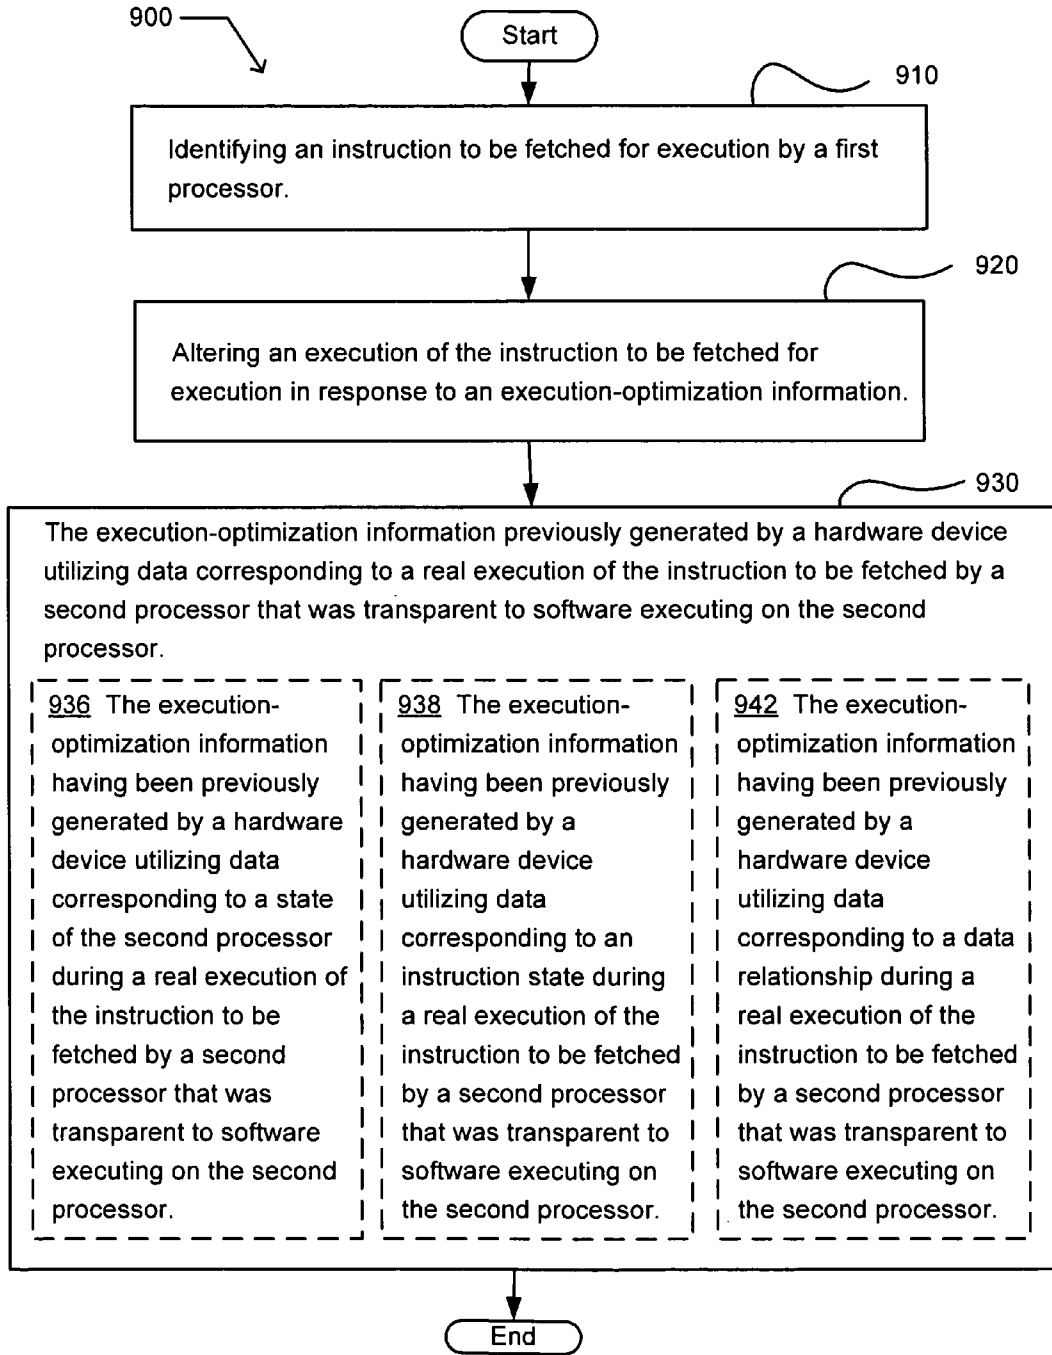 900
Start
910
Identifying an instruction to be fetched for execution by a first
processor.
920
Altering an execution of the instruction to be fetched for
execution in response to an execution-optimization information.
930
The execution-optimization information previously generated by a hardware device
utilizing data corresponding to a real execution of the instruction to be fetched by a
second processor that was transparent to software executing on the second
processor.
936 The execution-
optimization information
having been previously
generated by a hardware
device utilizing data
corresponding to a state
of the second processor
during a real execution of
the instruction to be
fetched by a second
processor that was
transparent to software
executing on the second
processor.
938 The execution-
optimization information
having been previously
generated by a
hardware device
utilizing data
corresponding to an
instruction state during
a real execution of the
instruction to be fetched
by a second processor
that was transparent to
software executing on
the second processor.
942 The execution-
optimization information
having been previously
generated by a
hardware device
utilizing data
corresponding to a data
relationship during a
real execution of the
instruction to be fetched
by a second processor
that was transparent to
software executing on
the second processor.
End